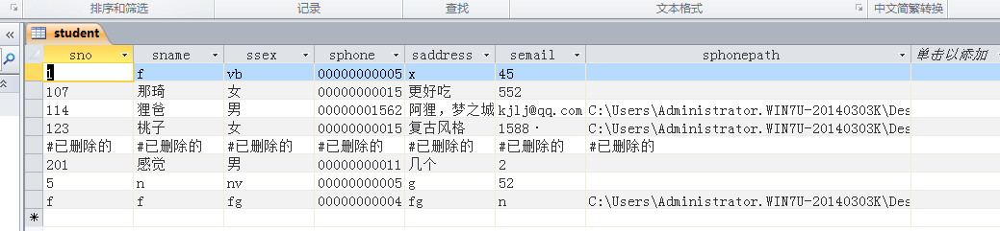 排序和筛选 记录 查找 文本格式 中文简繁转换
student
sno sname ssex sphone saddress semail sphonepath 单击以添加
1 f vb 00000000005 x 45
107 那琦 女 00000000015 更好吃 552
114 狸爸 男 00000001562 阿狸，梦之城 kjlj@qq.com C:\Users\Administrator.WIN7U-20140303K\Des
123 桃子 女 00000000015 复古风格 1588 C:\Users\Administrator.WIN7U-20140303K\Des
#已删除的 #已删除的 #已删除的 #已删除的 #已删除的 #已删除的 #已删除的
201 感觉 男 00000000011 几个 2
5 n nv 00000000005 g 52
f f fg 00000000004 fg n C:\Users\Administrator.WIN7U-20140303K\Des